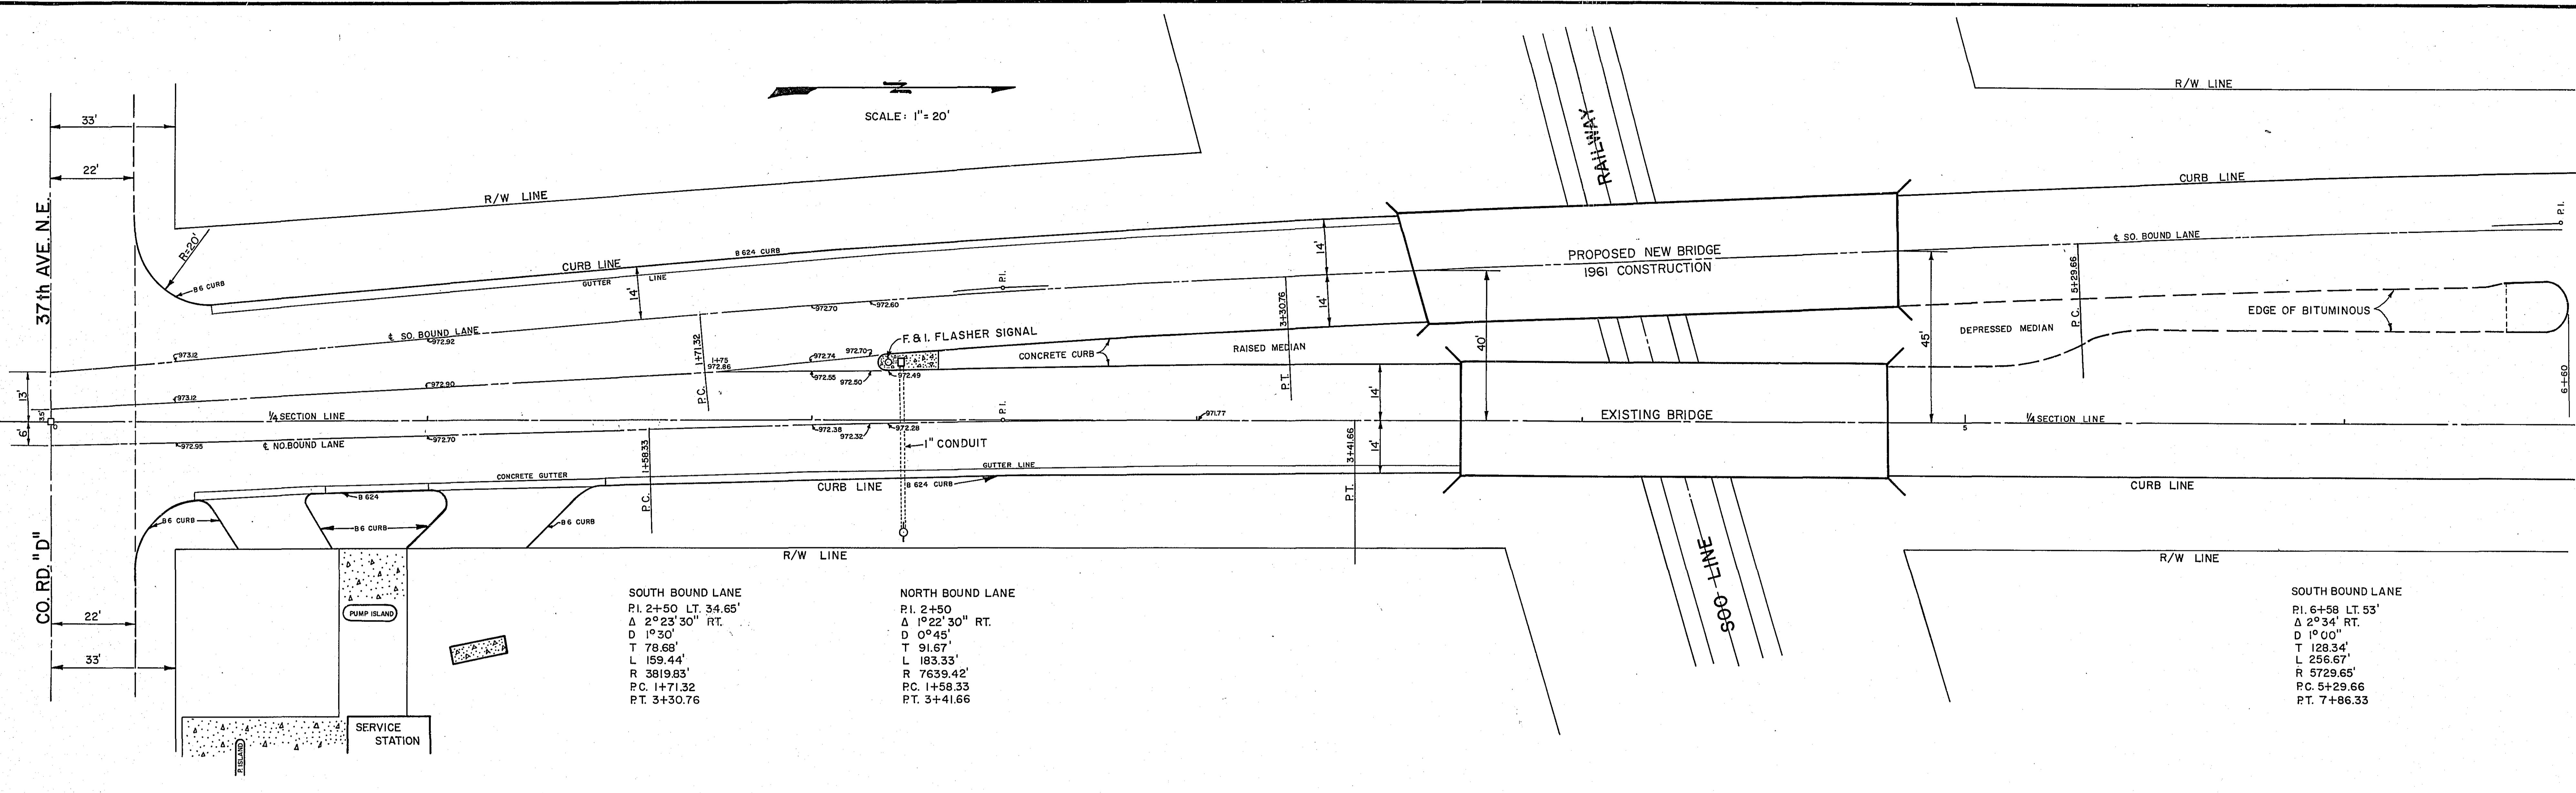 33'
22'
37th AVE. N.E.
CO. RD. "D"
13'
3.5'
6'
0
22'
33'
R=20'
B6 CURB
R/W LINE
SCALE: 1"= 20'
CURB LINE
B 624 CURB
GUTTER LINE
14'
℄ SO. BOUND LANE
973.12
972.92
972.70
972.60
P.I.
P.C. 1+71.32
1+75
972.86
972.74
972.70
F. & I. FLASHER SIGNAL
CONCRETE CURB
RAISED MEDIAN
972.55
972.50
972.49
973.12
972.90
¼ SECTION LINE
972.95
972.70
℄ NO.BOUND LANE
972.38
972.32
972.28
P.I.
971.77
P.C. 1+58.33
1" CONDUIT
CONCRETE GUTTER
GUTTER LINE
CURB LINE
B 624 CURB
B 624
B6 CURB
B6 CURB
B6 CURB
R/W LINE
3+30.76
P.T.
3+41.66
P.T.
14'
14'
14'
14'
40'
PROPOSED NEW BRIDGE
1961 CONSTRUCTION
EXISTING BRIDGE
RAILWAY
SOO LINE
45'
R/W LINE
CURB LINE
℄ SO. BOUND LANE
P.I.
P.C. 5+29.66
DEPRESSED MEDIAN
EDGE OF BITUMINOUS
6+60
5
¼ SECTION LINE
CURB LINE
R/W LINE
PUMP ISLAND
SERVICE
STATION
P. ISLAND
SOUTH BOUND LANE
P.I. 2+50 LT. 34.65'
Δ 2°23'30" RT.
D 1°30'
T 78.68'
L 159.44'
R 3819.83'
P.C. 1+71.32
P.T. 3+30.76
NORTH BOUND LANE
P.I. 2+50
Δ 1°22'30" RT.
D 0°45'
T 91.67'
L 183.33'
R 7639.42'
P.C. 1+58.33
P.T. 3+41.66
SOUTH BOUND LANE
P.I. 6+58 LT. 53'
Δ 2°34' RT.
D 1°00"
T 128.34'
L 256.67'
R 5729.65'
P.C. 5+29.66
P.T. 7+86.33